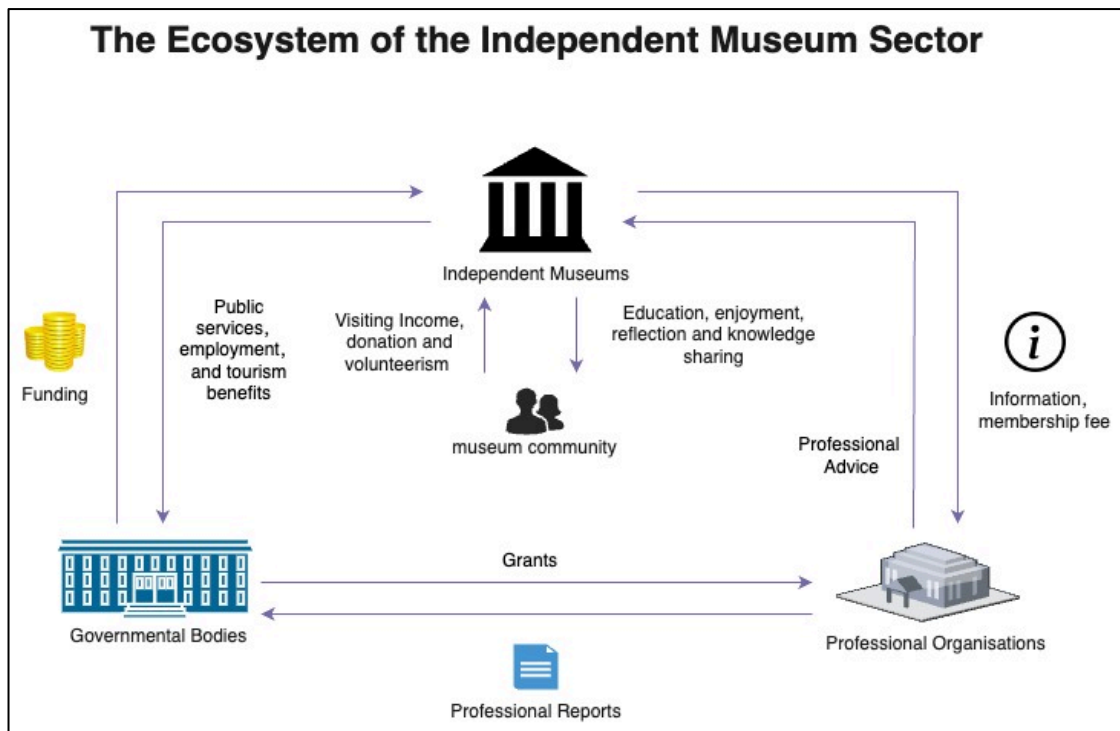 The Ecosystem of the Independent Museum Sector
Independent Museums
Funding
Public
services,
employment,
and tourism
benefits
Visiting Income,
donation and
volunteerism
Education, enjoyment,
reflection and knowledge
sharing
i
Information,
membership fee
museum community
Professional
Advice
Grants
Governmental Bodies
Professional Organisations
Professional Reports